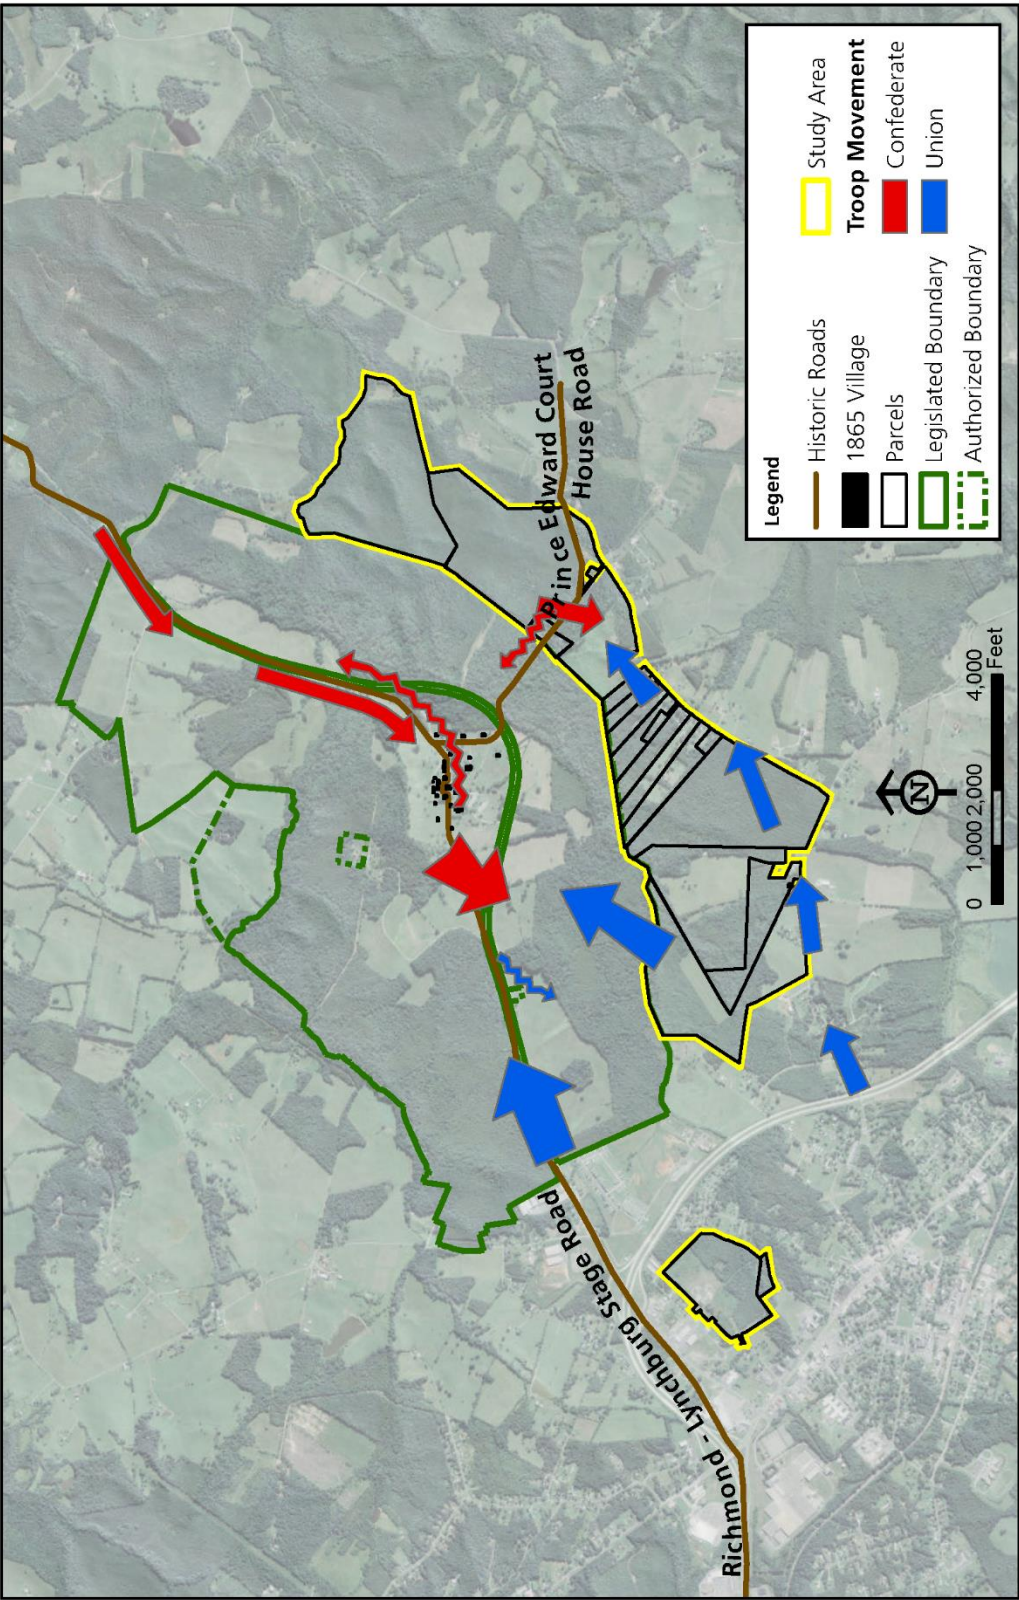 Richmond - Lynchburg Stage Road
Prince Edward Court
House Road
N
0 1,000 2,000 4,000
Feet
Legend
Historic Roads
1865 Village
Parcels
Legislated Boundary
Authorized Boundary
Study Area
Troop Movement
Confederate
Union